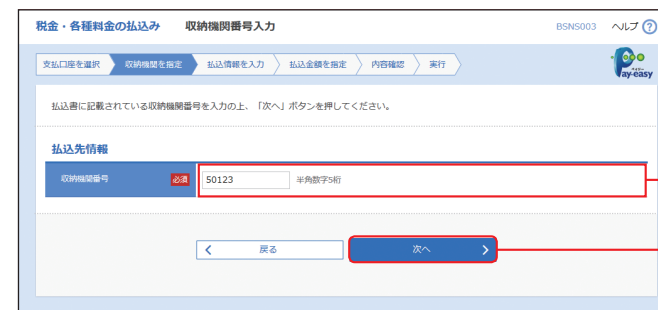 税金・各種料金の払込み 収納機関番号入力 BSNS003 ヘルプ ?
支払口座を選択 収納機関を指定 払込情報を入力 払込金額を指定 内容確認 実行
ペイジー
Pay-easy
払込書に記載されている収納機関番号を入力の上、「次へ」ボタンを押してください。
払込先情報
収納機関番号 必須 50123 半角数字5桁
戻る 次へ